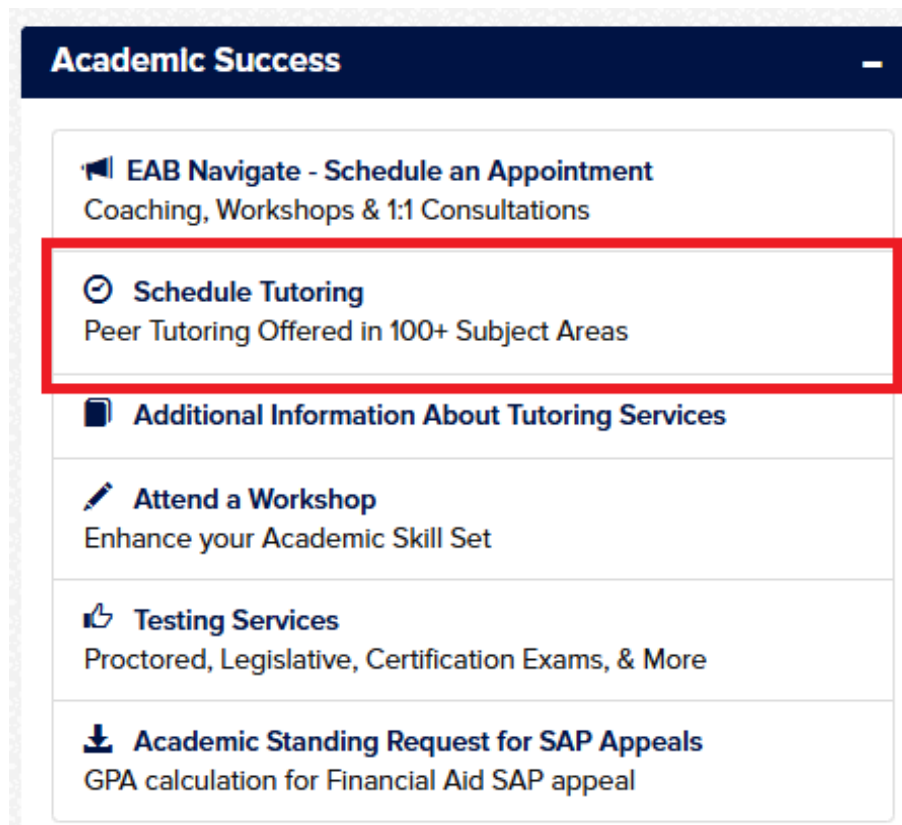 Academic Success
EAB Navigate - Schedule an Appointment
Coaching, Workshops & 1:1 Consultations
Schedule Tutoring
Peer Tutoring Offered in 100+ Subject Areas
Additional Information About Tutoring Services
Attend a Workshop
Enhance your Academic Skill Set
Testing Services
Proctored, Legislative, Certification Exams, & More
Academic Standing Request for SAP Appeals
GPA calculation for Financial Aid SAP appeal